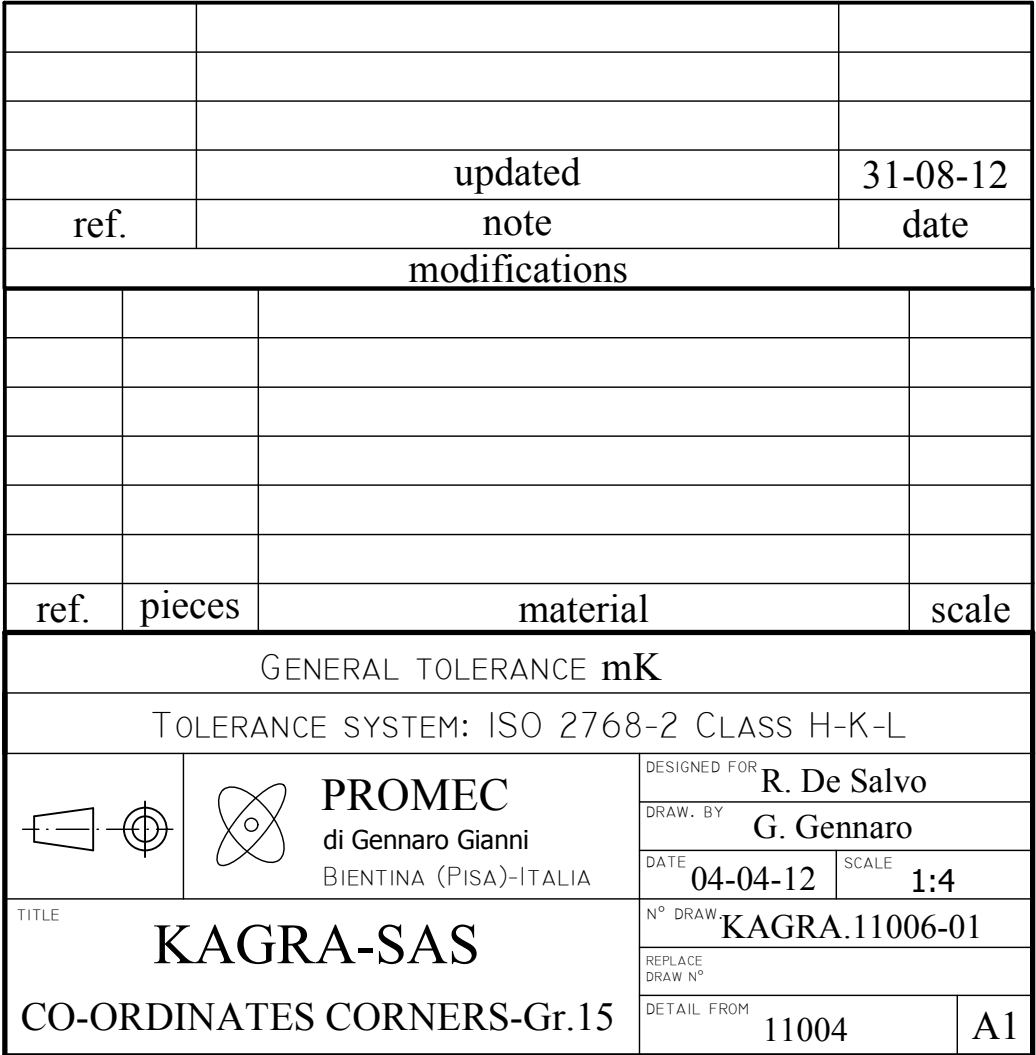 updated 31-08-12
ref. note date
modifications
ref. pieces material scale
GENERAL TOLERANCE mK
TOLERANCE SYSTEM: ISO 2768-2 CLASS H-K-L
PROMEC
di Gennaro Gianni
BIENTINA (PISA)-ITALIA
DESIGNED FOR R. De Salvo
DRAW. BY G. Gennaro
DATE 04-04-12 SCALE 1:4
TITLE
KAGRA-SAS
CO-ORDINATES CORNERS-Gr.15
N° DRAW. KAGRA.11006-01
REPLACE
DRAW N°
DETAIL FROM 11004 A1